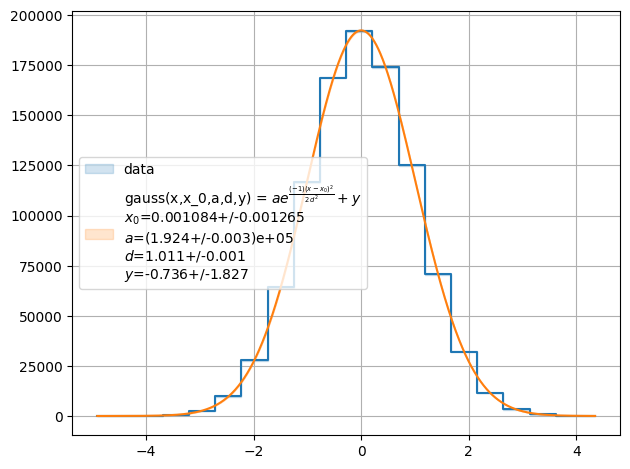 200000
175000
150000
125000
100000
75000
50000
25000
0
data
gauss(x,x_0,a,d,y) = $ae^{\frac{(-1)(x-x_0)^2}{2d^2}} + y$
$x_0$=0.001084+/-0.001265
$a$=(1.924+/-0.003)e+05
$d$=1.011+/-0.001
$y$=-0.736+/-1.827
−4 −2 0 2 4